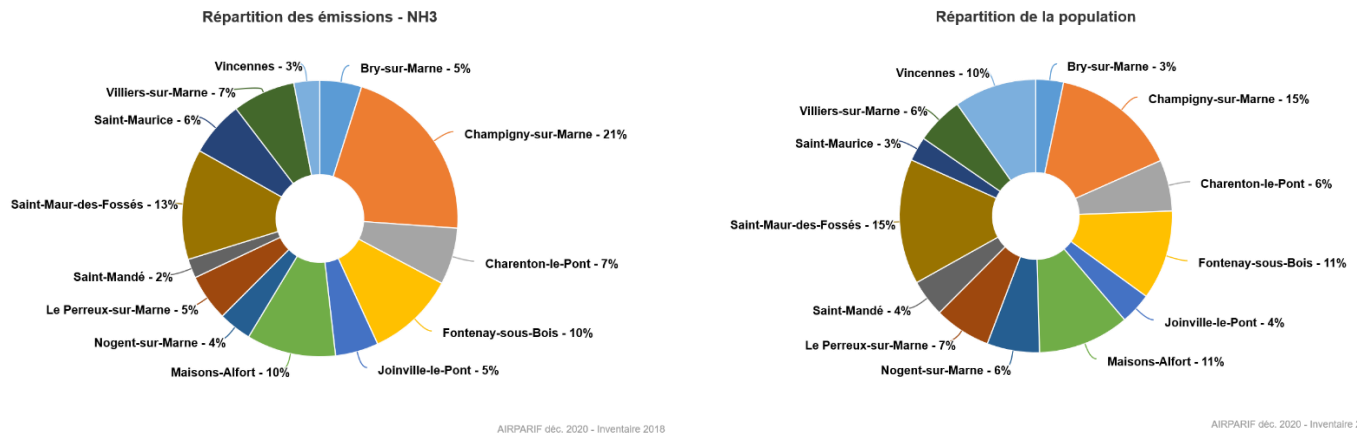 Répartition des émissions - NH3
Vincennes - 3%
Bry-sur-Marne - 5%
Villiers-sur-Marne - 7%
Saint-Maurice - 6%
Champigny-sur-Marne - 21%
Saint-Maur-des-Fossés - 13%
Charenton-le-Pont - 7%
Saint-Mandé - 2%
Le Perreux-sur-Marne - 5%
Fontenay-sous-Bois - 10%
Nogent-sur-Marne - 4%
Maisons-Alfort - 10%
Joinville-le-Pont - 5%
AIRPARIF déc. 2020 - Inventaire 2018
Répartition de la population
Vincennes - 10%
Bry-sur-Marne - 3%
Champigny-sur-Marne - 15%
Villiers-sur-Marne - 6%
Saint-Maurice - 3%
Charenton-le-Pont - 6%
Saint-Maur-des-Fossés - 15%
Fontenay-sous-Bois - 11%
Saint-Mandé - 4%
Joinville-le-Pont - 4%
Le Perreux-sur-Marne - 7%
Maisons-Alfort - 11%
Nogent-sur-Marne - 6%
AIRPARIF déc. 2020 - Inventaire